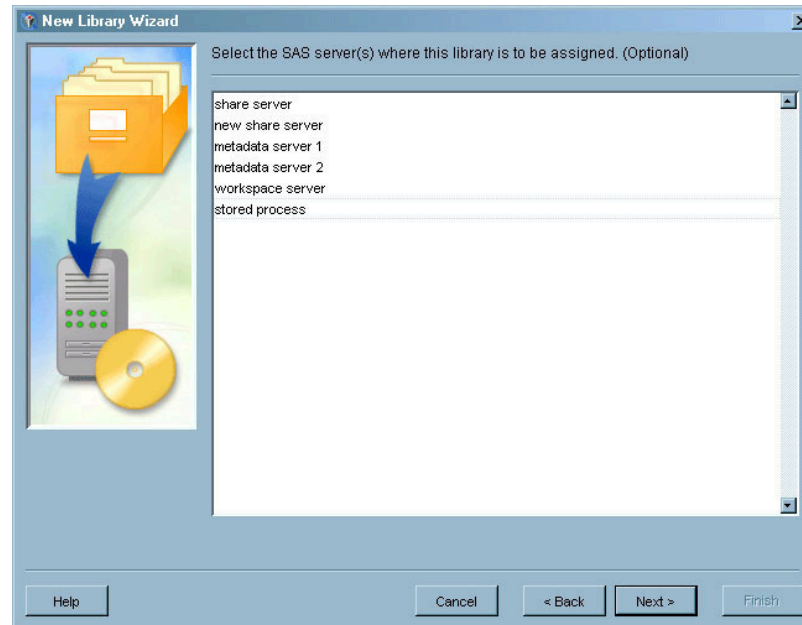 New Library Wizard
Select the SAS server(s) where this library is to be assigned. (Optional)
share server
new share server
metadata server 1
metadata server 2
workspace server
stored process
Help
Cancel
< Back
Next >
Finish